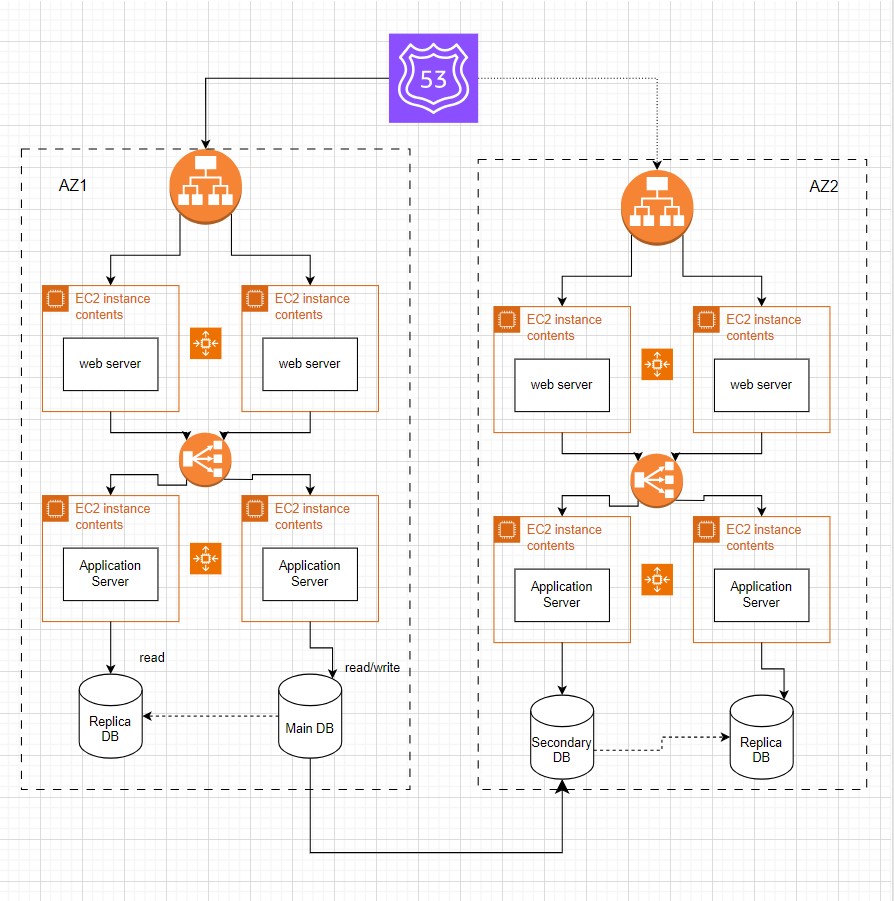 53
AZ1
AZ2
EC2 instance
contents
web server
EC2 instance
contents
web server
EC2 instance
contents
web server
EC2 instance
contents
web server
EC2 instance
contents
Application
Server
EC2 instance
contents
Application
Server
EC2 instance
contents
Application
Server
EC2 instance
contents
Application
Server
read
read/write
Replica
DB
Main DB
Secondary
DB
Replica
DB